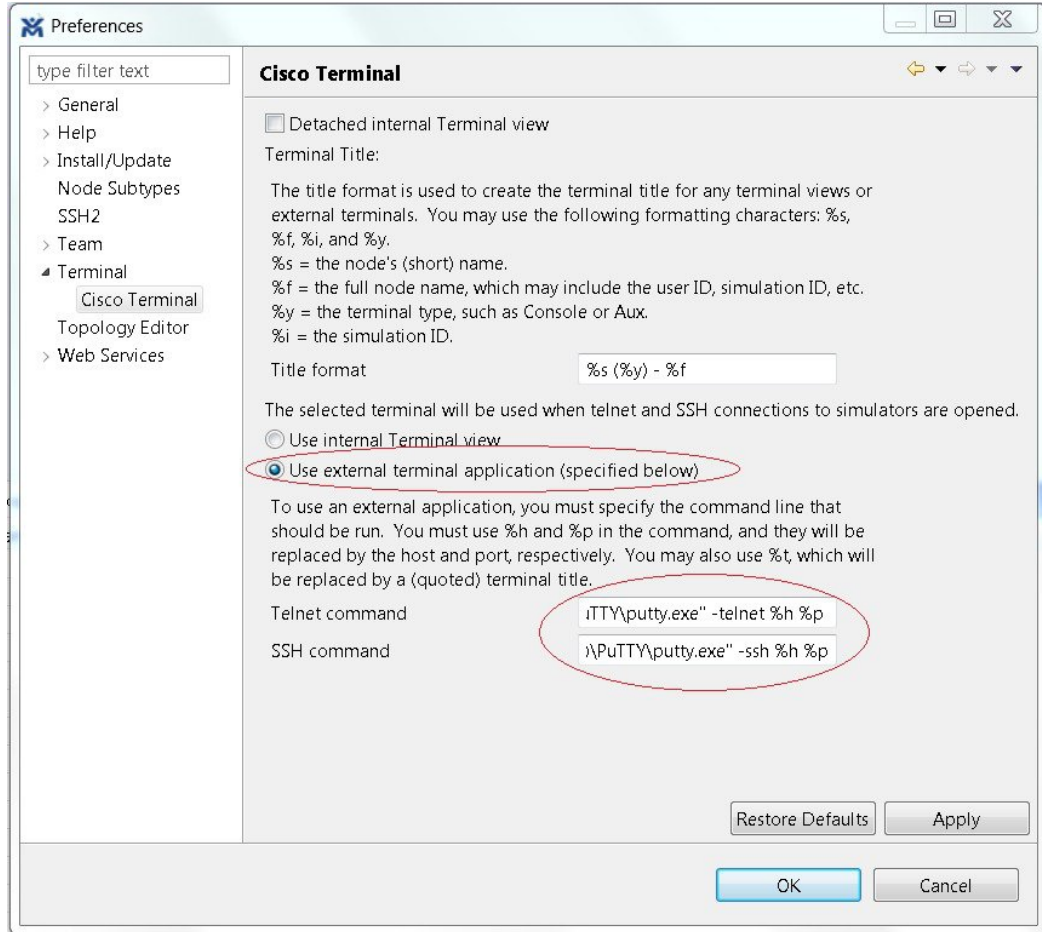 Preferences
type filter text
General
Help
Install/Update
Node Subtypes
SSH2
Team
Terminal
Cisco Terminal
Topology Editor
Web Services
Cisco Terminal
Detached internal Terminal view
Terminal Title:
The title format is used to create the terminal title for any terminal views or
external terminals. You may use the following formatting characters: %s,
%f, %i, and %y.
%s = the node's (short) name.
%f = the full node name, which may include the user ID, simulation ID, etc.
%y = the terminal type, such as Console or Aux.
%i = the simulation ID.
Title format %s (%y) - %f
The selected terminal will be used when telnet and SSH connections to simulators are opened.
Use internal Terminal view
Use external terminal application (specified below)
To use an external application, you must specify the command line that
should be run. You must use %h and %p in the command, and they will be
replaced by the host and port, respectively. You may also use %t, which will
be replaced by a (quoted) terminal title.
Telnet command TTY\putty.exe" -telnet %h %p
SSH command \PuTTY\putty.exe" -ssh %h %p
Restore Defaults Apply
OK Cancel